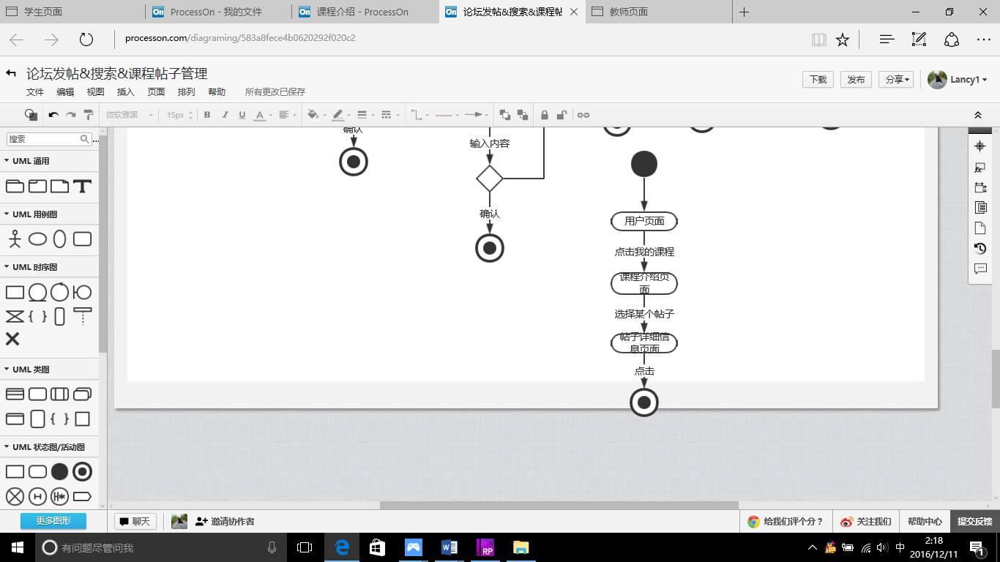 学生页面
ProcessOn - 我的文件
课程介绍 - ProcessOn
论坛发帖&搜索&课程帖
教师页面
processon.com/diagraming/583a8fece4b0620292f020c2
论坛发帖&搜索&课程帖子管理
下载
发布
分享
Lancy1
文件
编辑
视图
插入
页面
排列
帮助
所有更改已保存
微软雅黑
15px
B
I
U
A
搜索
UML 通用
UML 用例图
UML 时序图
UML 类图
UML 状态图/活动图
更多图形
确认
输入内容
确认
用户页面
点击我的课程
课程介绍页
面
选择某个帖子
帖子详细信
息页面
点击
聊天
邀请协作者
给我们评个分？
关注我们
帮助中心
提交反馈
有问题尽管问我
中
2:18
2016/12/11